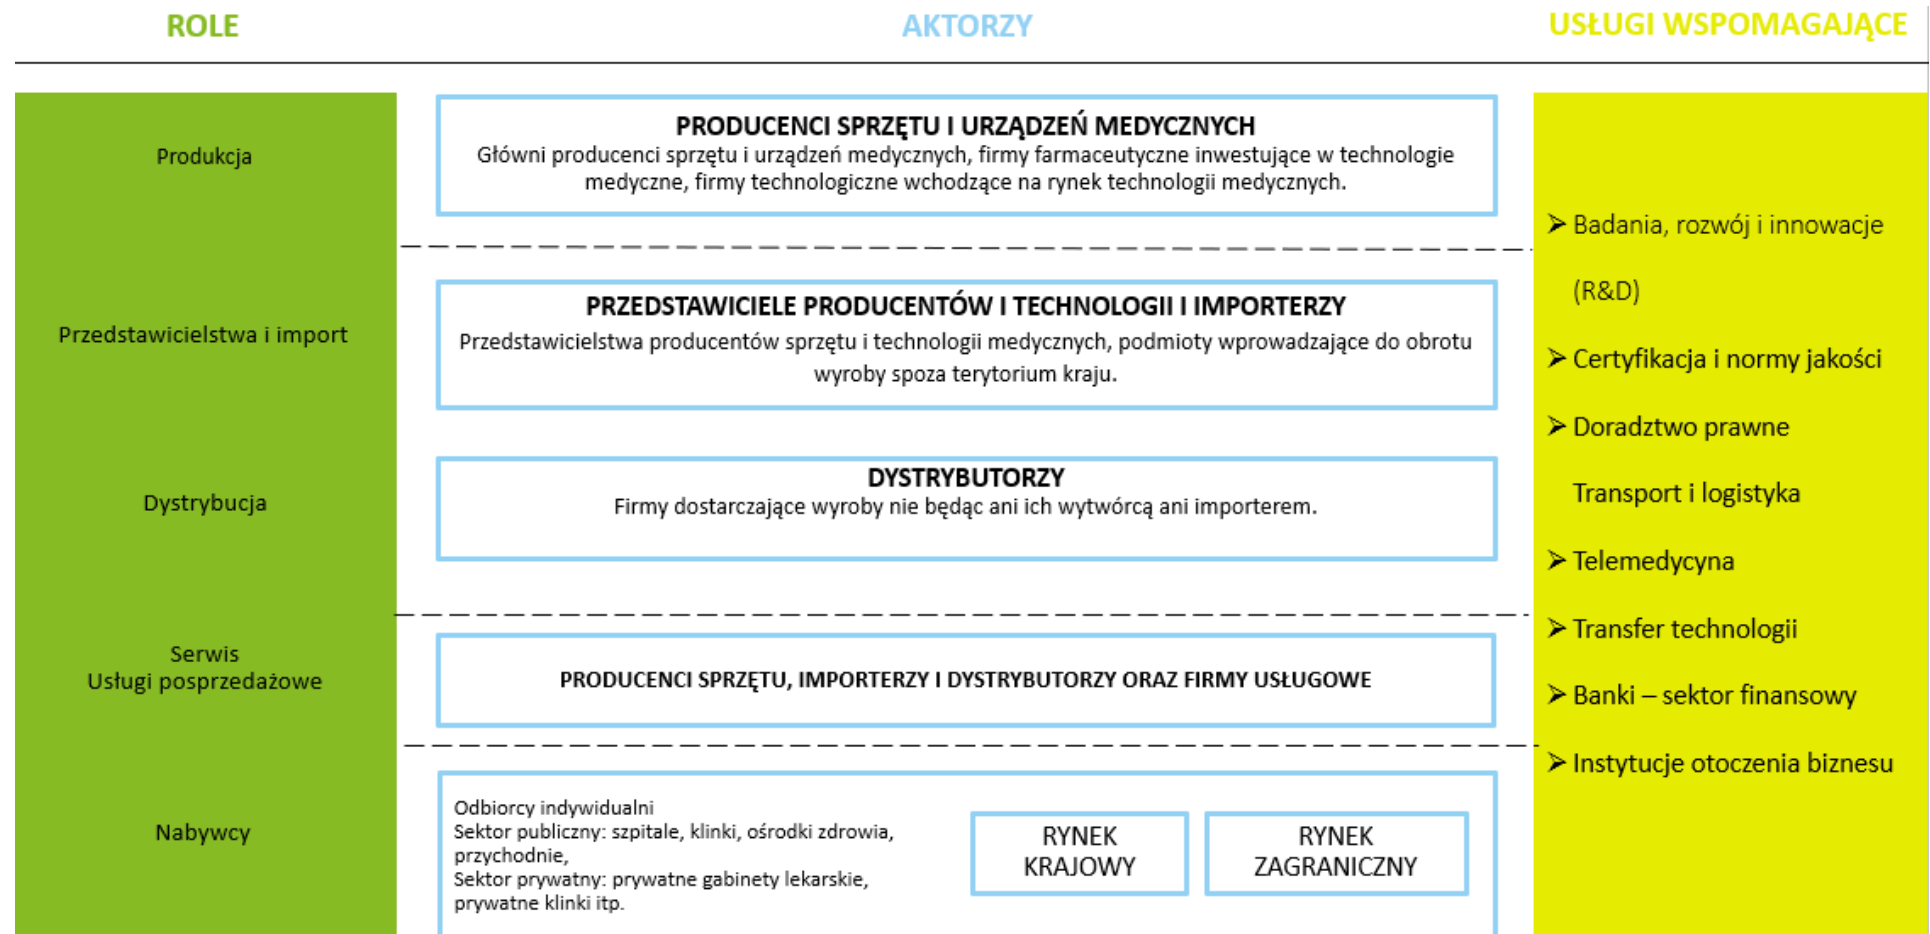 ROLE
AKTORZY
USŁUGI WSPOMAGAJĄCE
Produkcja
PRODUCENCI SPRZĘTU I URZĄDZEŃ MEDYCZNYCH
Główni producenci sprzętu i urządzeń medycznych, firmy farmaceutyczne inwestujące w technologie
medyczne, firmy technologiczne wchodzące na rynek technologii medycznych.
Przedstawicielstwa i import
PRZEDSTAWICIELE PRODUCENTÓW I TECHNOLOGII I IMPORTERZY
Przedstawicielstwa producentów sprzętu i technologii medycznych, podmioty wprowadzające do obrotu
wyroby spoza terytorium kraju.
Dystrybucja
DYSTRYBUTORZY
Firmy dostarczające wyroby nie będąc ani ich wytwórcą ani importerem.
Serwis
Usługi posprzedażowe
PRODUCENCI SPRZĘTU, IMPORTERZY I DYSTRYBUTORZY ORAZ FIRMY USŁUGOWE
Nabywcy
Odbiorcy indywidualni
Sektor publiczny: szpitale, klinki, ośrodki zdrowia,
przychodnie,
Sektor prywatny: prywatne gabinety lekarskie,
prywatne klinki itp.
RYNEK
KRAJOWY
RYNEK
ZAGRANICZNY
➢ Badania, rozwój i innowacje
(R&D)
➢ Certyfikacja i normy jakości
➢ Doradztwo prawne
Transport i logistyka
➢ Telemedycyna
➢ Transfer technologii
➢ Banki – sektor finansowy
➢ Instytucje otoczenia biznesu